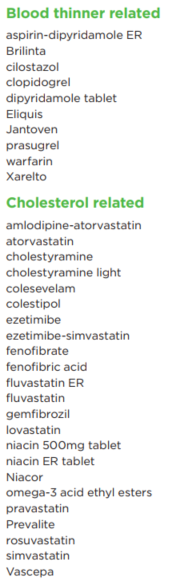 Blood thinner related
aspirin-dipyridamole ER
Brilinta
cilostazol
clopidogrel
dipyridamole tablet
Eliquis
Jantoven
prasugrel
warfarin
Xarelto
Cholesterol related
amlodipine-atorvastatin
atorvastatin
cholestyramine
cholestyramine light
colesevelam
colestipol
ezetimibe
ezetimibe-simvastatin
fenofibrate
fenofibric acid
fluvastatin ER
fluvastatin
gemfibrozil
lovastatin
niacin 500mg tablet
niacin ER tablet
Niacor
omega-3 acid ethyl esters
pravastatin
Prevalite
rosuvastatin
simvastatin
Vascepa